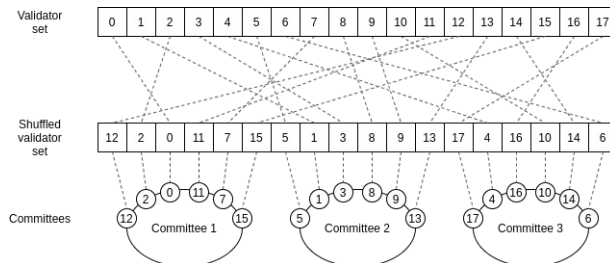 Validator
set
0 1 2 3 4 5 6 7 8 9 10 11 12 13 14 15 16 17
Shuffled
validator
set
12 2 0 11 7 15 5 1 3 8 9 13 17 4 16 10 14 6
Committees
12 2 0 11 7 15
Committee 1
5 1 3 8 9 13
Committee 2
17 4 16 10 14 6
Committee 3